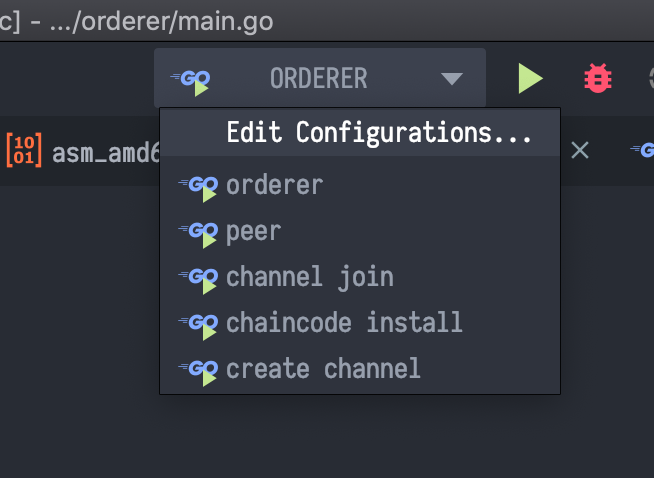 c] - .../orderer/main.go
GO ORDERER
Edit Configurations...
10
01 asm_amd6
GO
GO orderer
GO peer
GO channel join
GO chaincode install
GO create channel